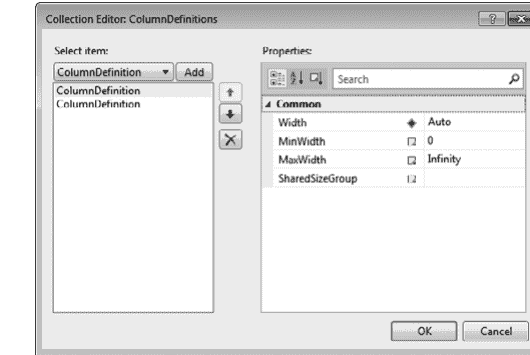 Collection Editor: ColumnDefinitions
Select item:
ColumnDefinition Add
ColumnDefinition
ColumnDefinition
Properties:
Search
Common
Width Auto
MinWidth 0
MaxWidth Infinity
SharedSizeGroup
OK Cancel